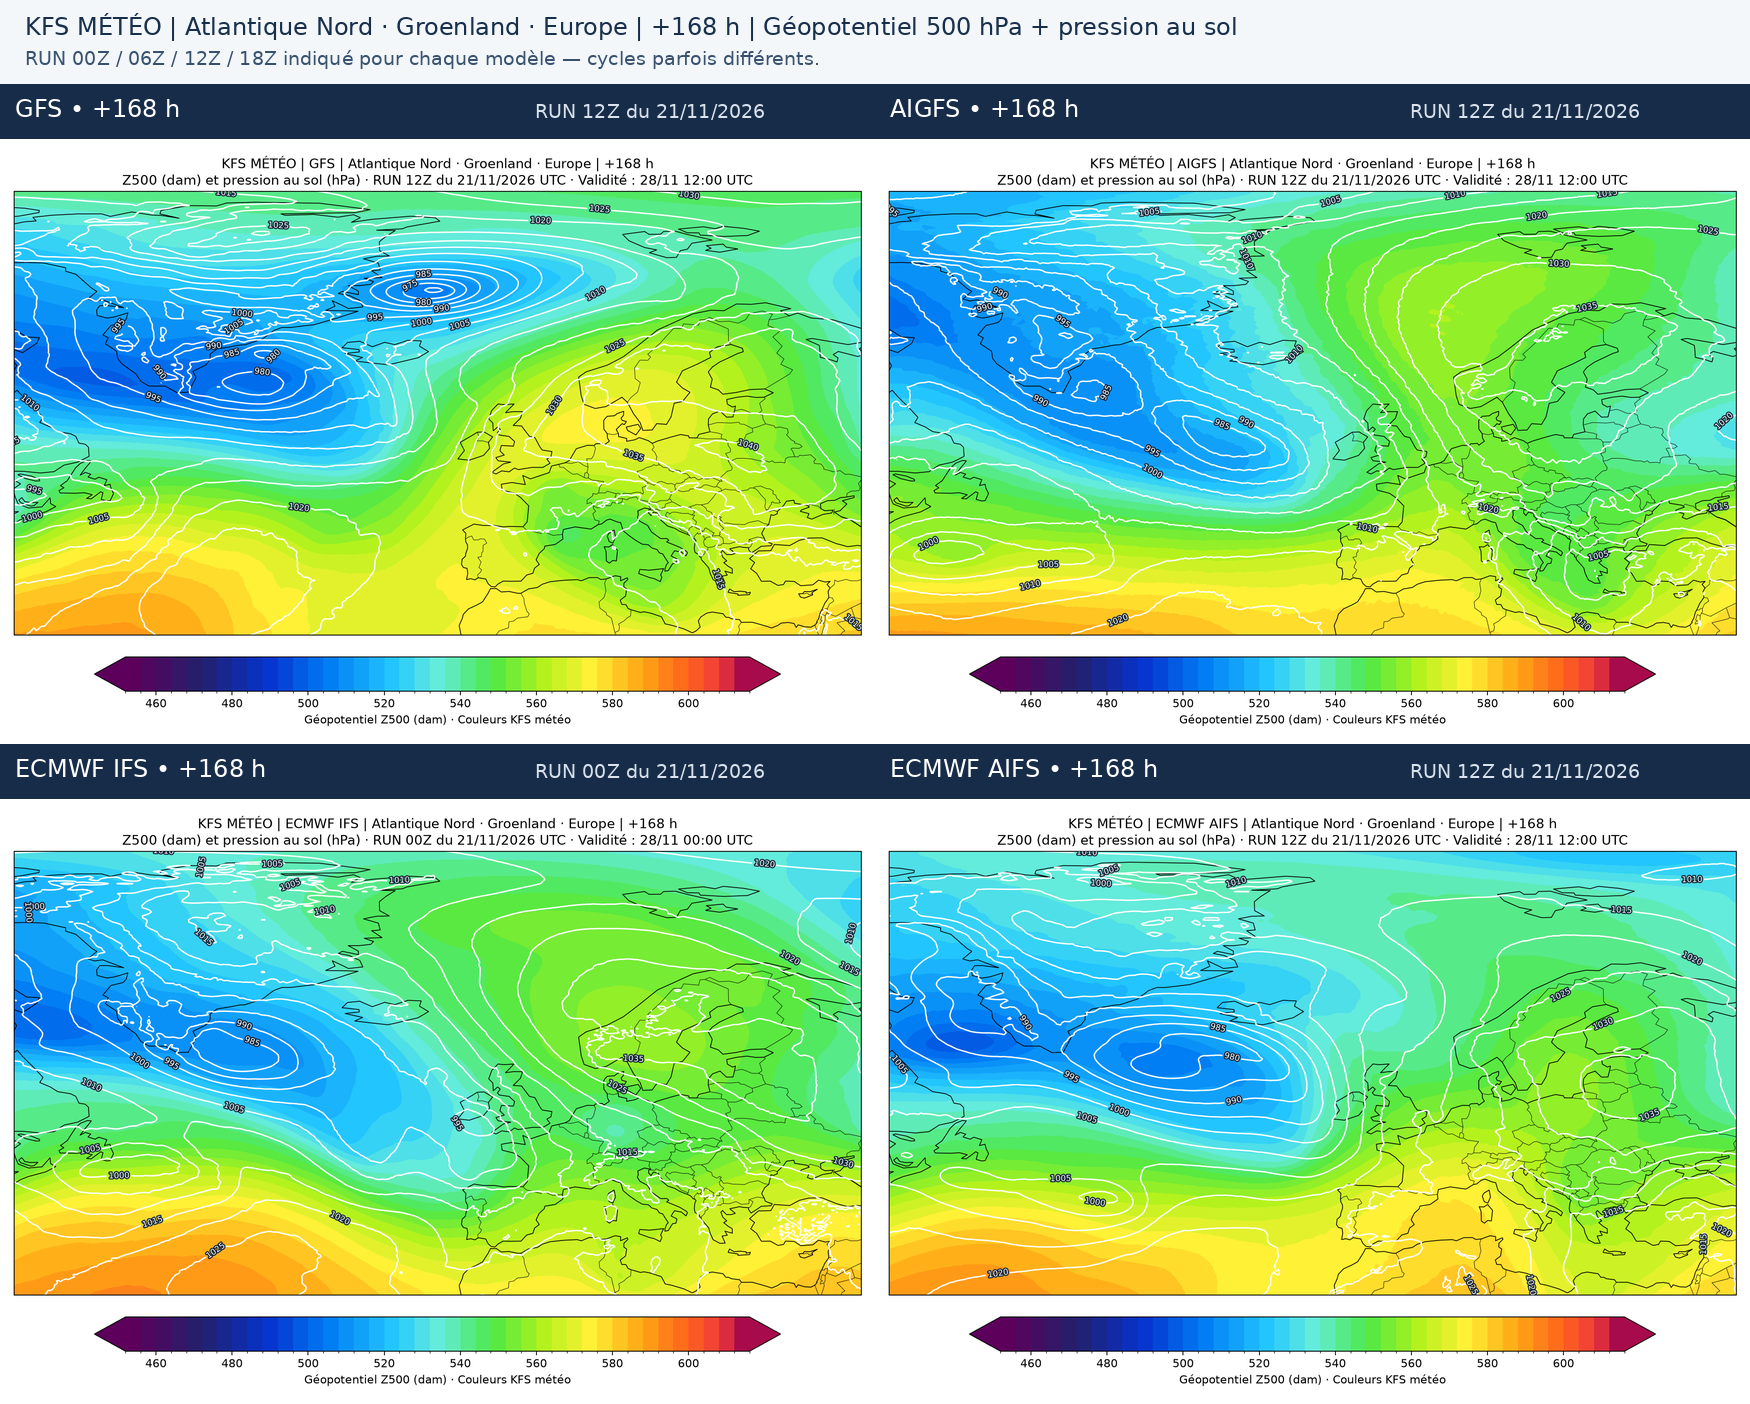 KFS MÉTÉO | Atlantique Nord · Groenland · Europe | +168 h | Géopotentiel 500 hPa + pression au sol
RUN 00Z / 06Z / 12Z / 18Z indiqué pour chaque modèle — cycles parfois différents.
GFS • +168 h
RUN 12Z du 21/11/2026
KFS MÉTÉO | GFS | Atlantique Nord · Groenland · Europe | +168 h
Z500 (dam) et pression au sol (hPa) · RUN 12Z du 21/11/2026 UTC · Validité : 28/11 12:00 UTC
460 480 500 520 540 560 580 600
Géopotentiel Z500 (dam) · Couleurs KFS météo
AIGFS • +168 h
RUN 12Z du 21/11/2026
KFS MÉTÉO | AIGFS | Atlantique Nord · Groenland · Europe | +168 h
Z500 (dam) et pression au sol (hPa) · RUN 12Z du 21/11/2026 UTC · Validité : 28/11 12:00 UTC
460 480 500 520 540 560 580 600
Géopotentiel Z500 (dam) · Couleurs KFS météo
ECMWF IFS • +168 h
RUN 00Z du 21/11/2026
KFS MÉTÉO | ECMWF IFS | Atlantique Nord · Groenland · Europe | +168 h
Z500 (dam) et pression au sol (hPa) · RUN 00Z du 21/11/2026 UTC · Validité : 28/11 00:00 UTC
460 480 500 520 540 560 580 600
Géopotentiel Z500 (dam) · Couleurs KFS météo
ECMWF AIFS • +168 h
RUN 12Z du 21/11/2026
KFS MÉTÉO | ECMWF AIFS | Atlantique Nord · Groenland · Europe | +168 h
Z500 (dam) et pression au sol (hPa) · RUN 12Z du 21/11/2026 UTC · Validité : 28/11 12:00 UTC
460 480 500 520 540 560 580 600
Géopotentiel Z500 (dam) · Couleurs KFS météo